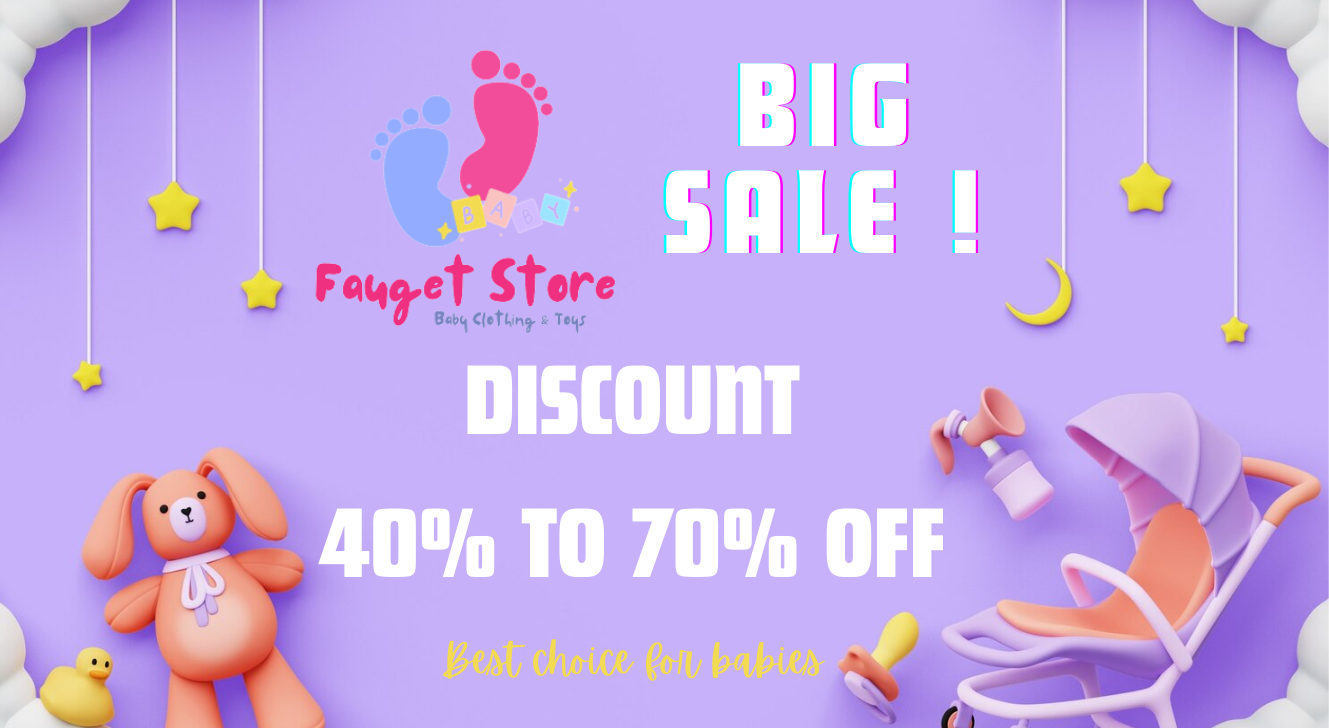 BABY
Fauget Store
Baby Clothing & Toys
BIG
SALE !
DISCOUNT
40% TO 70% OFF
Best choice for babies